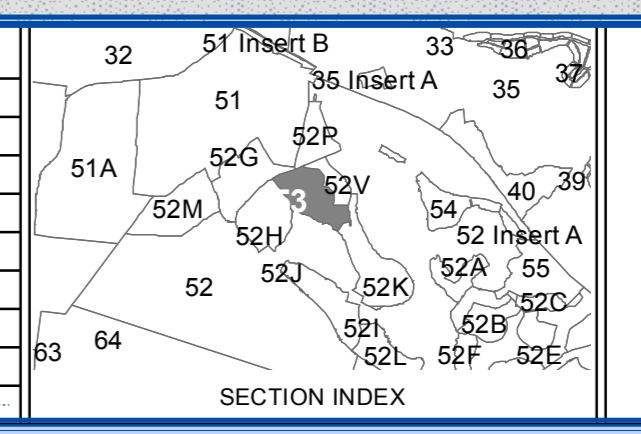 32
51 Insert B
33
36
37
35 Insert A
35
51
52P
52G
51A
52V
53
40
39
52M
54
52H
52 Insert A
52J
52A
55
52
52K
52C
52I
52B
64
63
52L
52F
52E
SECTION INDEX